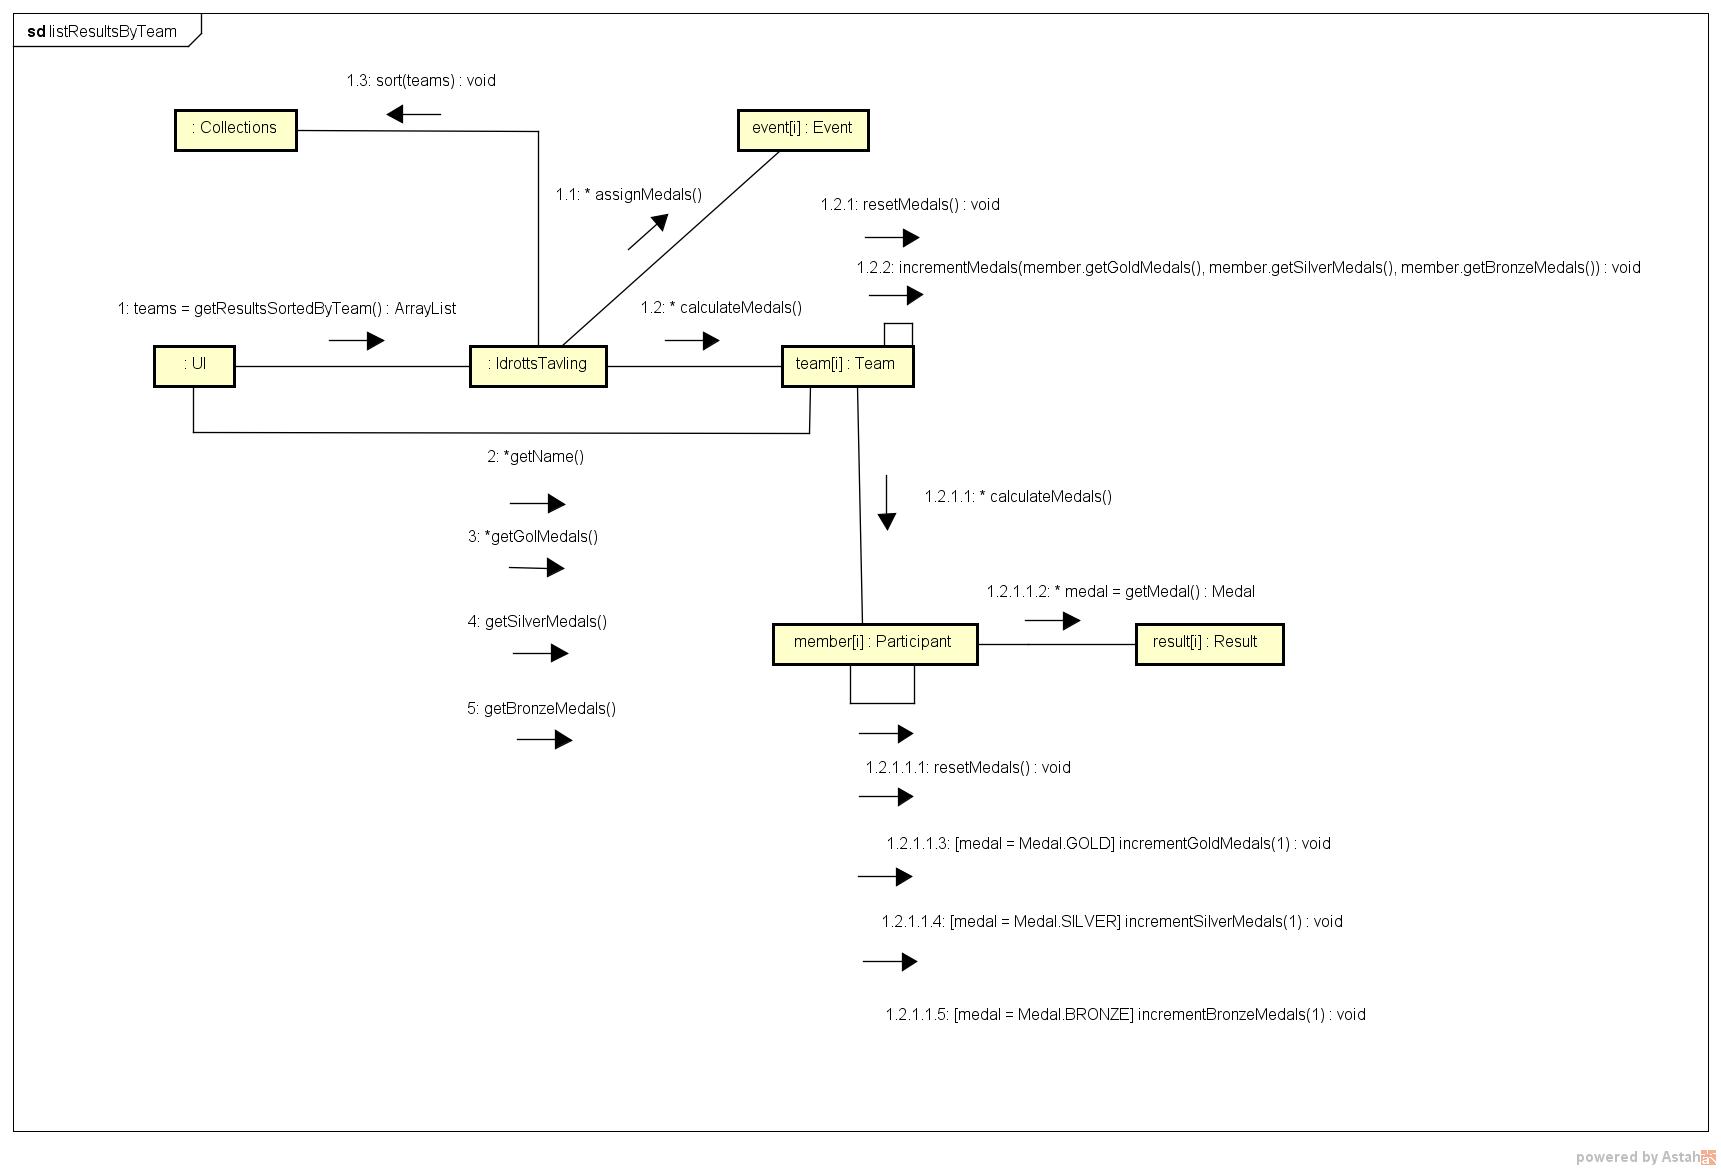 sd listResultsByTeam
1.3: sort(teams) : void
: Collections
event[i] : Event
1.1: * assignMedals()
1.2.1: resetMedals() : void
1.2.2: incrementMedals(member.getGoldMedals(), member.getSilverMedals(), member.getBronzeMedals()) : void
1: teams = getResultsSortedByTeam() : ArrayList
1.2: * calculateMedals()
: UI
: IdrottsTavling
team[i] : Team
2: *getName()
1.2.1.1: * calculateMedals()
3: *getGolMedals()
1.2.1.1.2: * medal = getMedal() : Medal
4: getSilverMedals()
member[i] : Participant
result[i] : Result
5: getBronzeMedals()
1.2.1.1.1: resetMedals() : void
1.2.1.1.3: [medal = Medal.GOLD] incrementGoldMedals(1) : void
1.2.1.1.4: [medal = Medal.SILVER] incrementSilverMedals(1) : void
1.2.1.1.5: [medal = Medal.BRONZE] incrementBronzeMedals(1) : void
powered by Astah